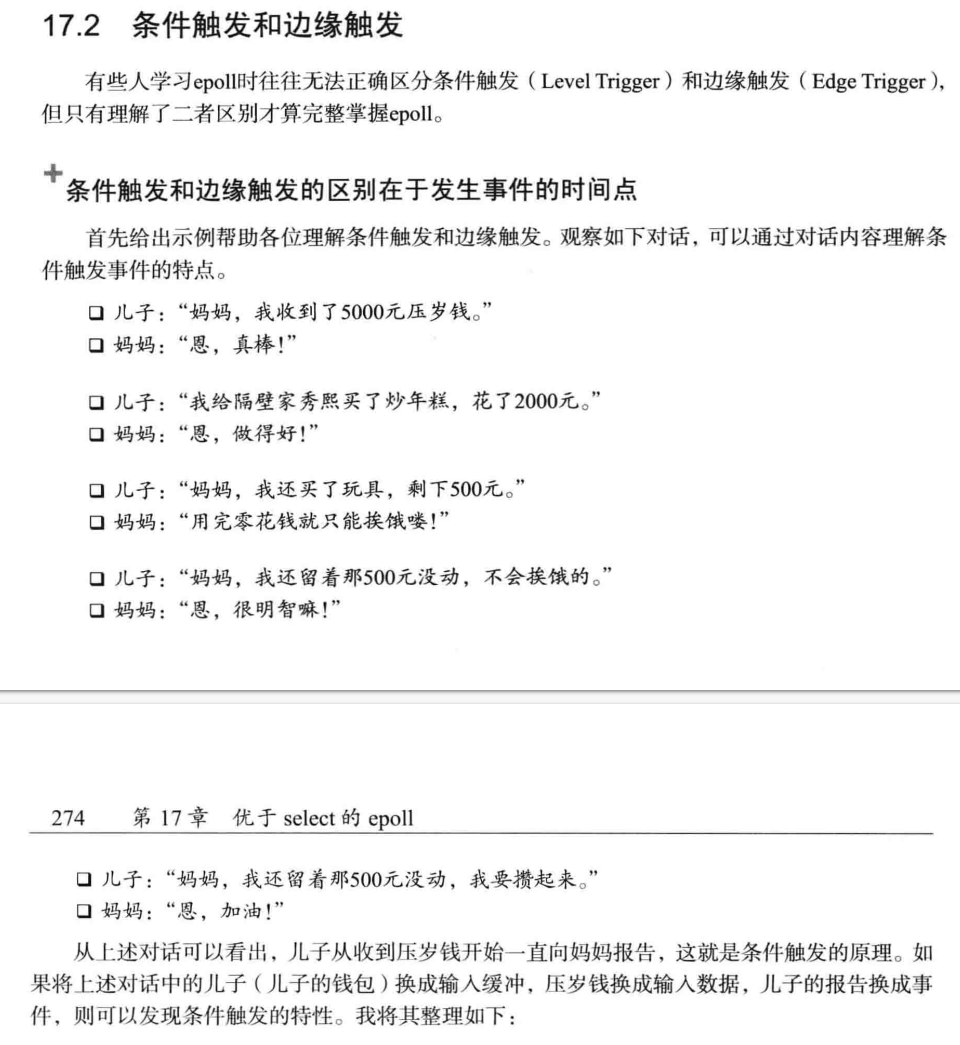 17.2 条件触发和边缘触发
有些人学习epoll时往往无法正确区分条件触发（Level Trigger）和边缘触发（Edge Trigger），
但只有理解了二者区别才算完整掌握epoll。
+条件触发和边缘触发的区别在于发生事件的时间点
首先给出示例帮助各位理解条件触发和边缘触发。观察如下对话，可以通过对话内容理解条
件触发事件的特点。
❑ 儿子：“妈妈，我收到了5000元压岁钱。”
❑ 妈妈：“恩，真棒！”
❑ 儿子：“我给隔壁家秀熙买了炒年糕，花了2000元。”
❑ 妈妈：“恩，做得好！”
❑ 儿子：“妈妈，我还买了玩具，剩下500元。”
❑ 妈妈：“用完零花钱就只能挨饿喽！”
❑ 儿子：“妈妈，我还留着那500元没动，不会挨饿的。”
❑ 妈妈：“恩，很明智嘛！”
274 第 17 章 优于 select 的 epoll
❑ 儿子：“妈妈，我还留着那500元没动，我要攒起来。”
❑ 妈妈：“恩，加油！”
从上述对话可以看出，儿子从收到压岁钱开始一直向妈妈报告，这就是条件触发的原理。如
果将上述对话中的儿子（儿子的钱包）换成输入缓冲，压岁钱换成输入数据，儿子的报告换成事
件，则可以发现条件触发的特性。我将其整理如下：